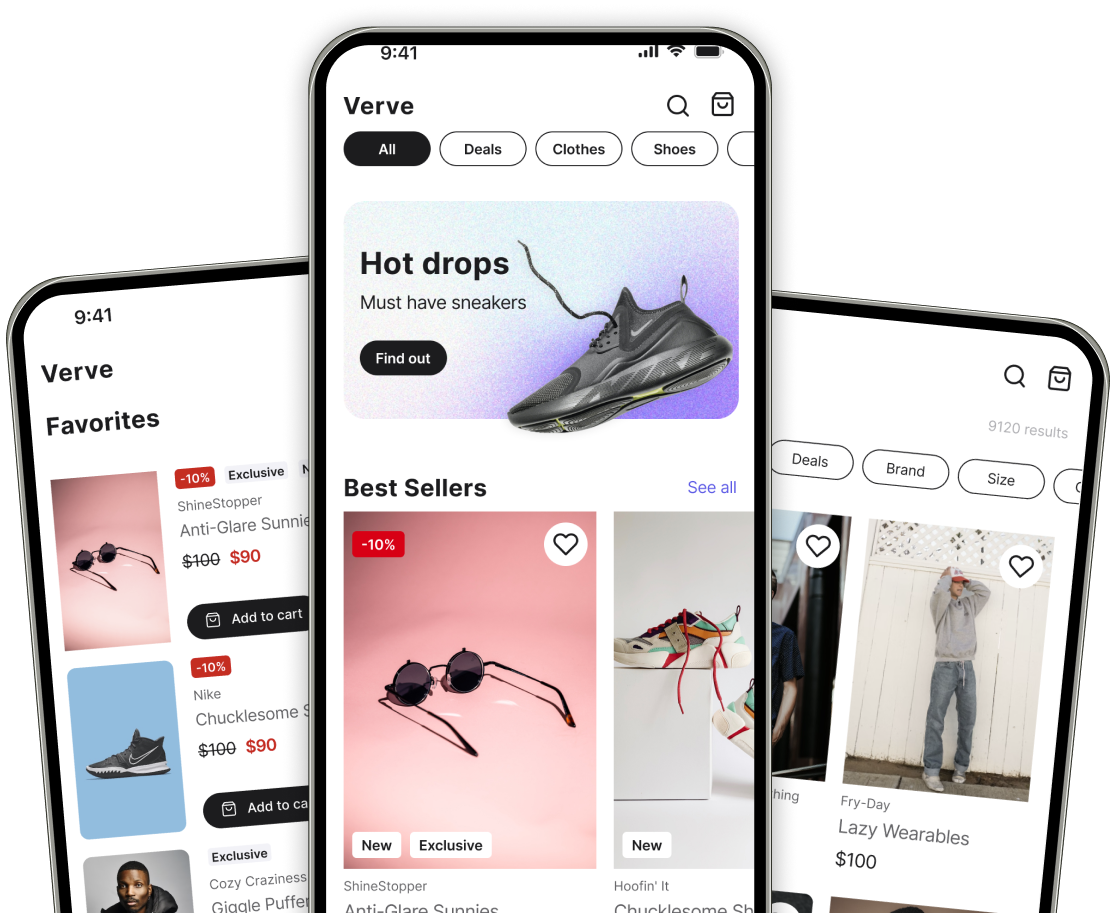 9:41
Verve
All
Deals
Clothes
Shoes
Hot drops
Must have sneakers
Find out
Best Sellers
See all
-10%
New
Exclusive
New
ShineStopper
Hoofin' It
Anti-Glare Sunnies
Chucklesome Sh
9:41
Verve
Favorites
-10%
Exclusive
N
ShineStopper
Anti-Glare Sunnie
$100 $90
Add to cart
-10%
Nike
Chucklesome S
$100 $90
Add to ca
Exclusive
Cozy Craziness
Giggle Puffer
9120 results
Deals
Brand
Size
hing
Fry-Day
Lazy Wearables
$100